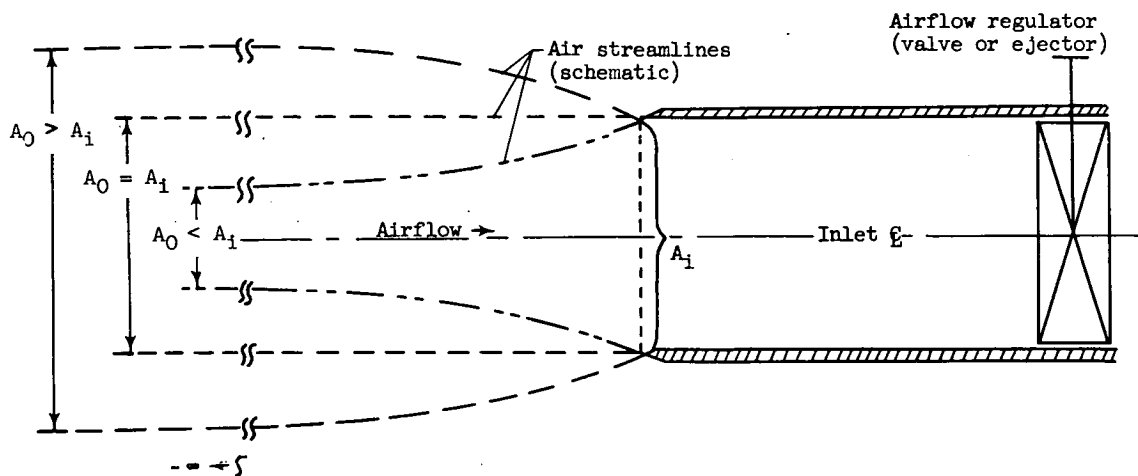 Airflow regulator
(valve or ejector)
Air streamlines
(schematic)
A₀ > Aᵢ
A₀ = Aᵢ
A₀ < Aᵢ
Airflow →
Aᵢ
Inlet ℄